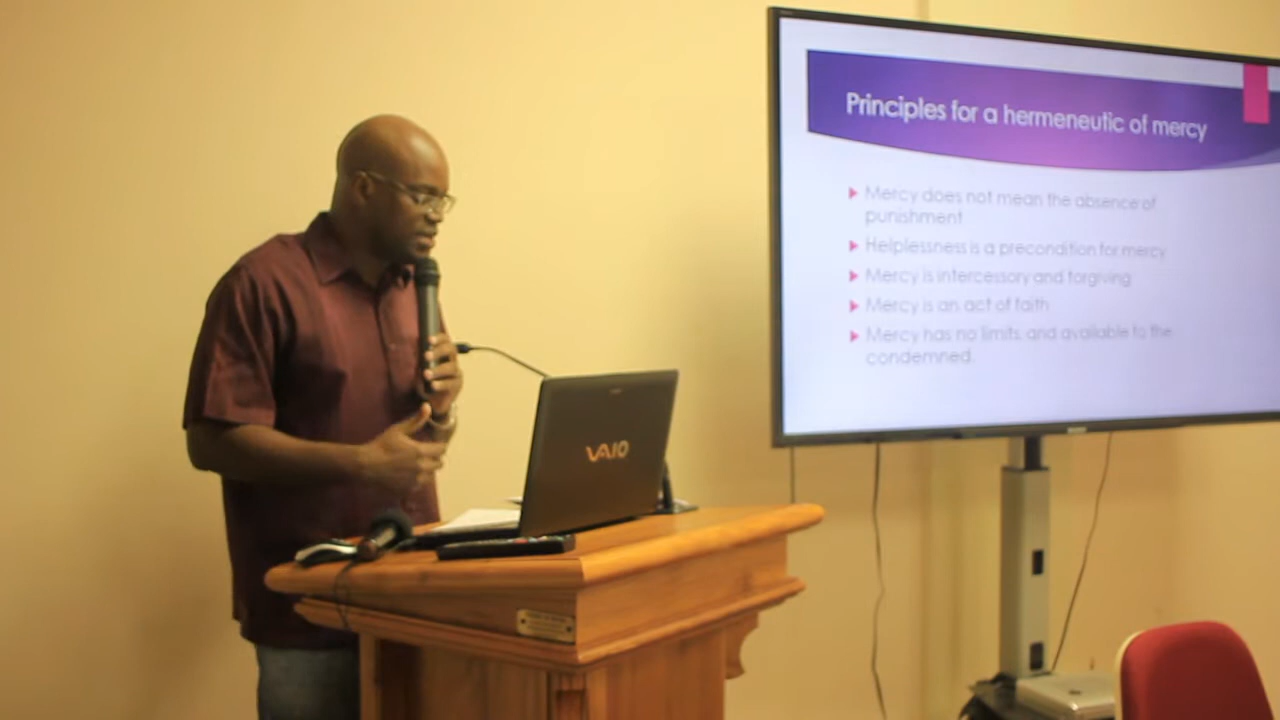 Principles for a hermeneutic of mercy
Mercy does not mean the absence of
punishment
Helplessness is a precondition for mercy
Mercy is intercessory and forgiving
Mercy is an act of faith
Mercy has no limits and available to the
condemned.
VAIO